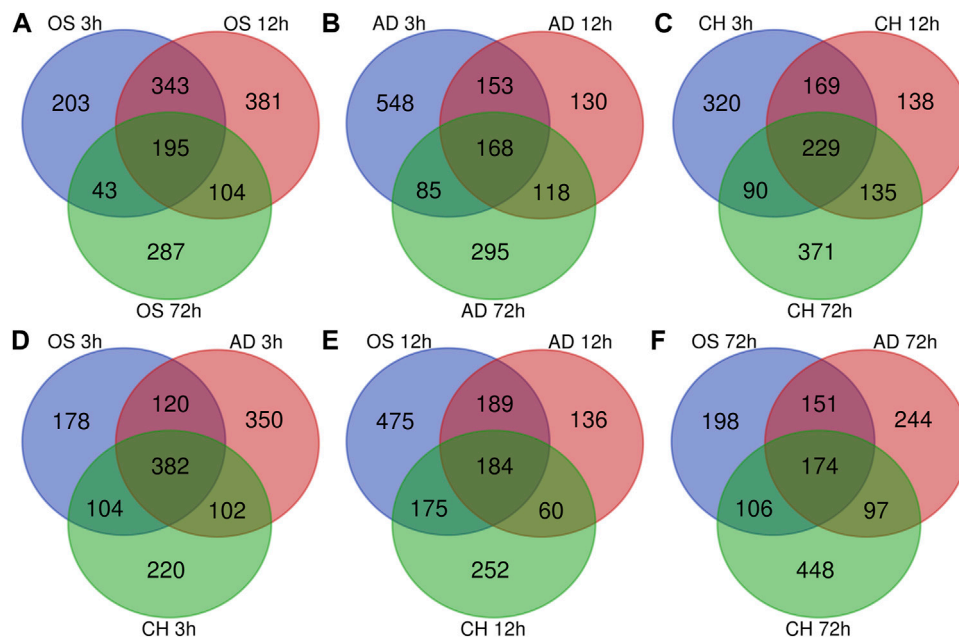 A OS 3h OS 12h B AD 3h AD 12h C CH 3h CH 12h
203 343 381 548 153 130 320 169 138
195 168 229
43 104 85 118 90 135
287 295 371
OS 72h AD 72h CH 72h
D OS 3h AD 3h E OS 12h AD 12h F OS 72h AD 72h
178 120 350 475 189 136 198 151 244
382 184 174
104 102 175 60 106 97
220 252 448
CH 3h CH 12h CH 72h